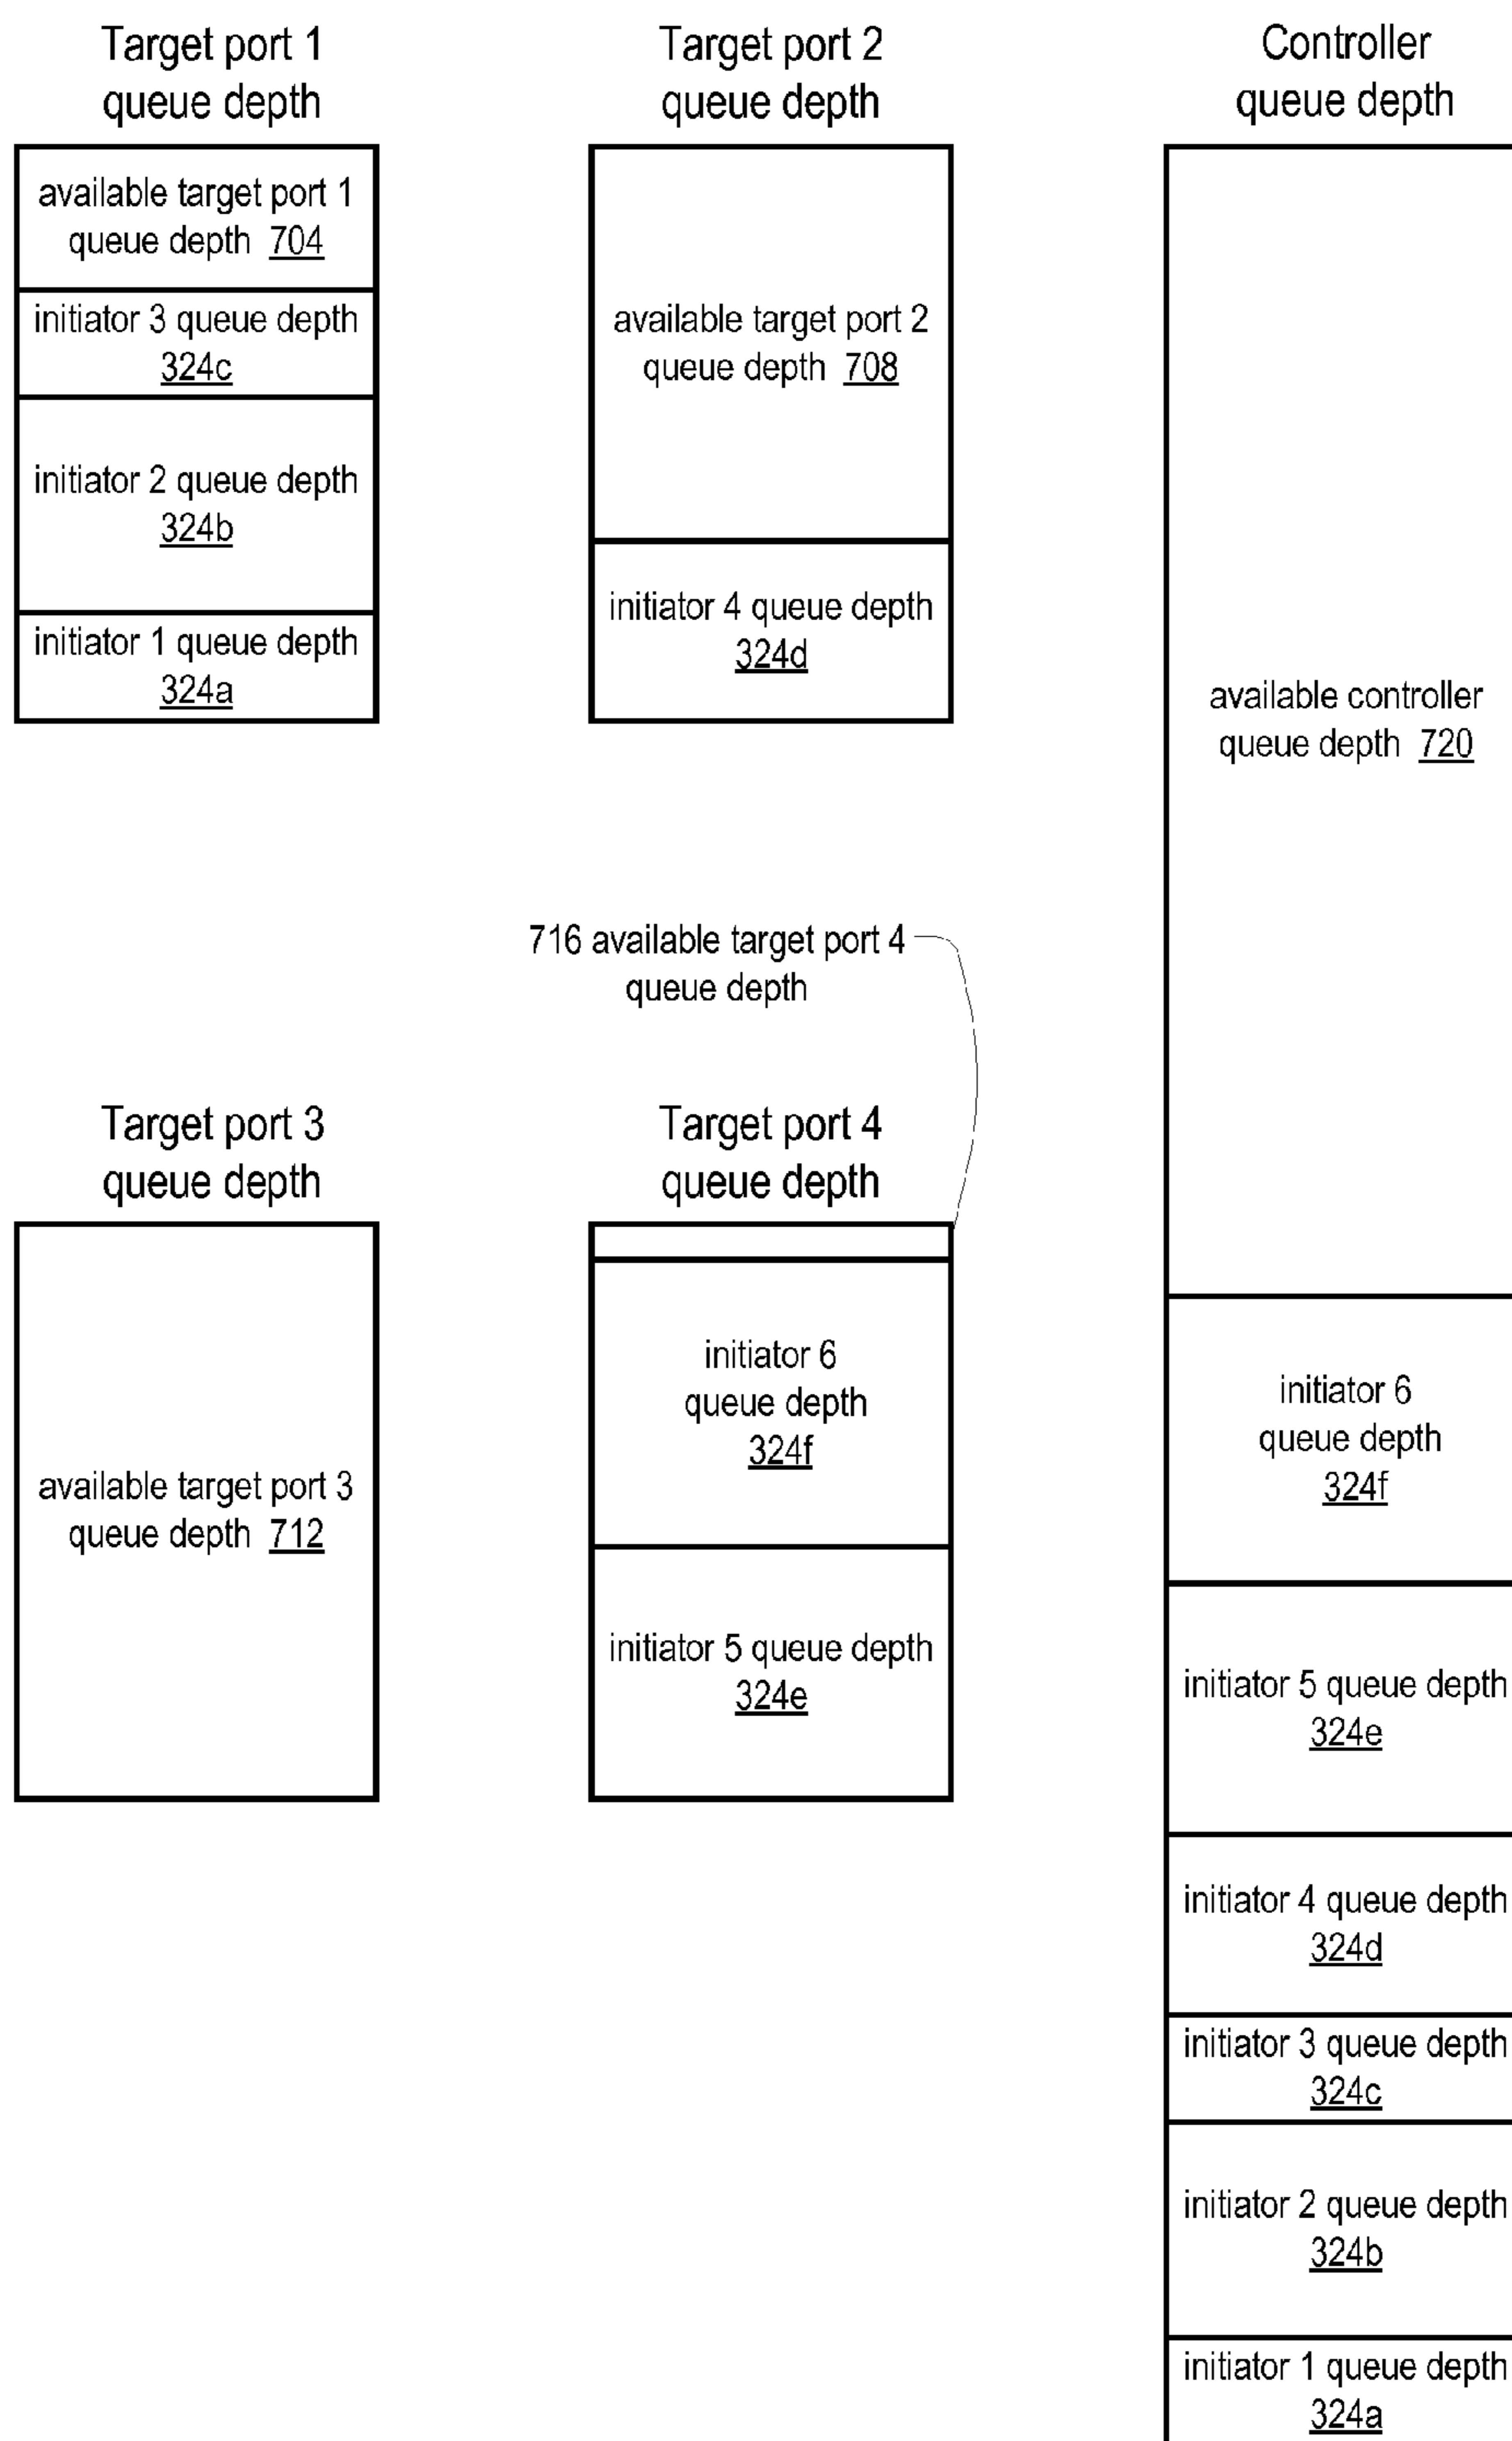 Target port 1
queue depth
available target port 1
queue depth 704
initiator 3 queue depth
324c
initiator 2 queue depth
324b
initiator 1 queue depth
324a
Target port 2
queue depth
available target port 2
queue depth 708
initiator 4 queue depth
324d
Target port 3
queue depth
available target port 3
queue depth 712
716 available target port 4
queue depth
Target port 4
queue depth
initiator 6
queue depth
324f
initiator 5 queue depth
324e
Controller
queue depth
available controller
queue depth 720
initiator 6
queue depth
324f
initiator 5 queue depth
324e
initiator 4 queue depth
324d
initiator 3 queue depth
324c
initiator 2 queue depth
324b
initiator 1 queue depth
324a